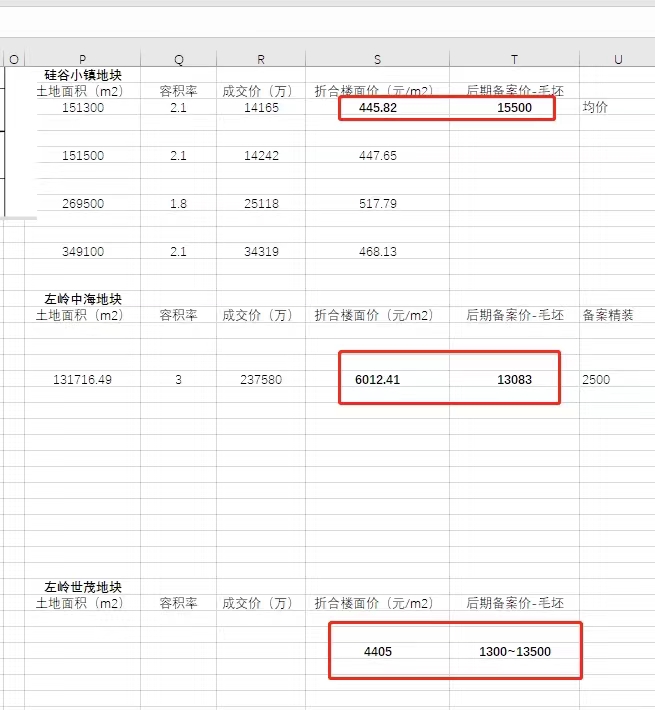 O P Q R S T U
硅谷小镇地块
土地面积（m2） 容积率 成交价（万） 折合楼面价（元/m2） 后期备案价-毛坯
151300 2.1 14165 445.82 15500 均价
151500 2.1 14242 447.65
269500 1.8 25118 517.79
349100 2.1 34319 468.13
左岭中海地块
土地面积（m2） 容积率 成交价（万） 折合楼面价（元/m2） 后期备案价-毛坯 备案精装
131716.49 3 237580 6012.41 13083 2500
左岭世茂地块
土地面积（m2） 容积率 成交价（万） 折合楼面价（元/m2） 后期备案价-毛坯
4405 1300~13500